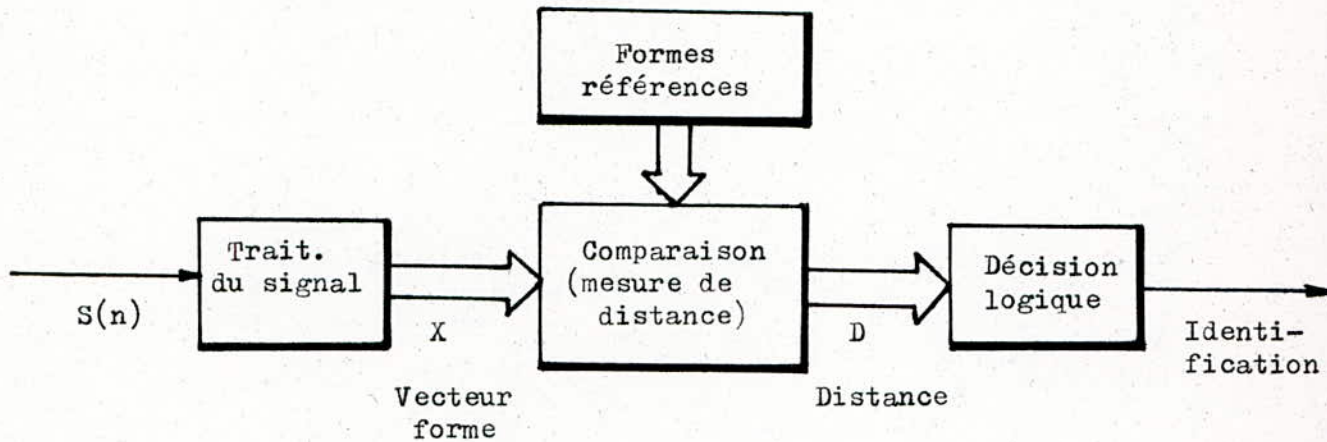 Formes
références
Trait.
du signal
Comparaison
(mesure de
distance)
Décision
logique
S(n)
X
D
Identi-
fication
Vecteur
forme
Distance